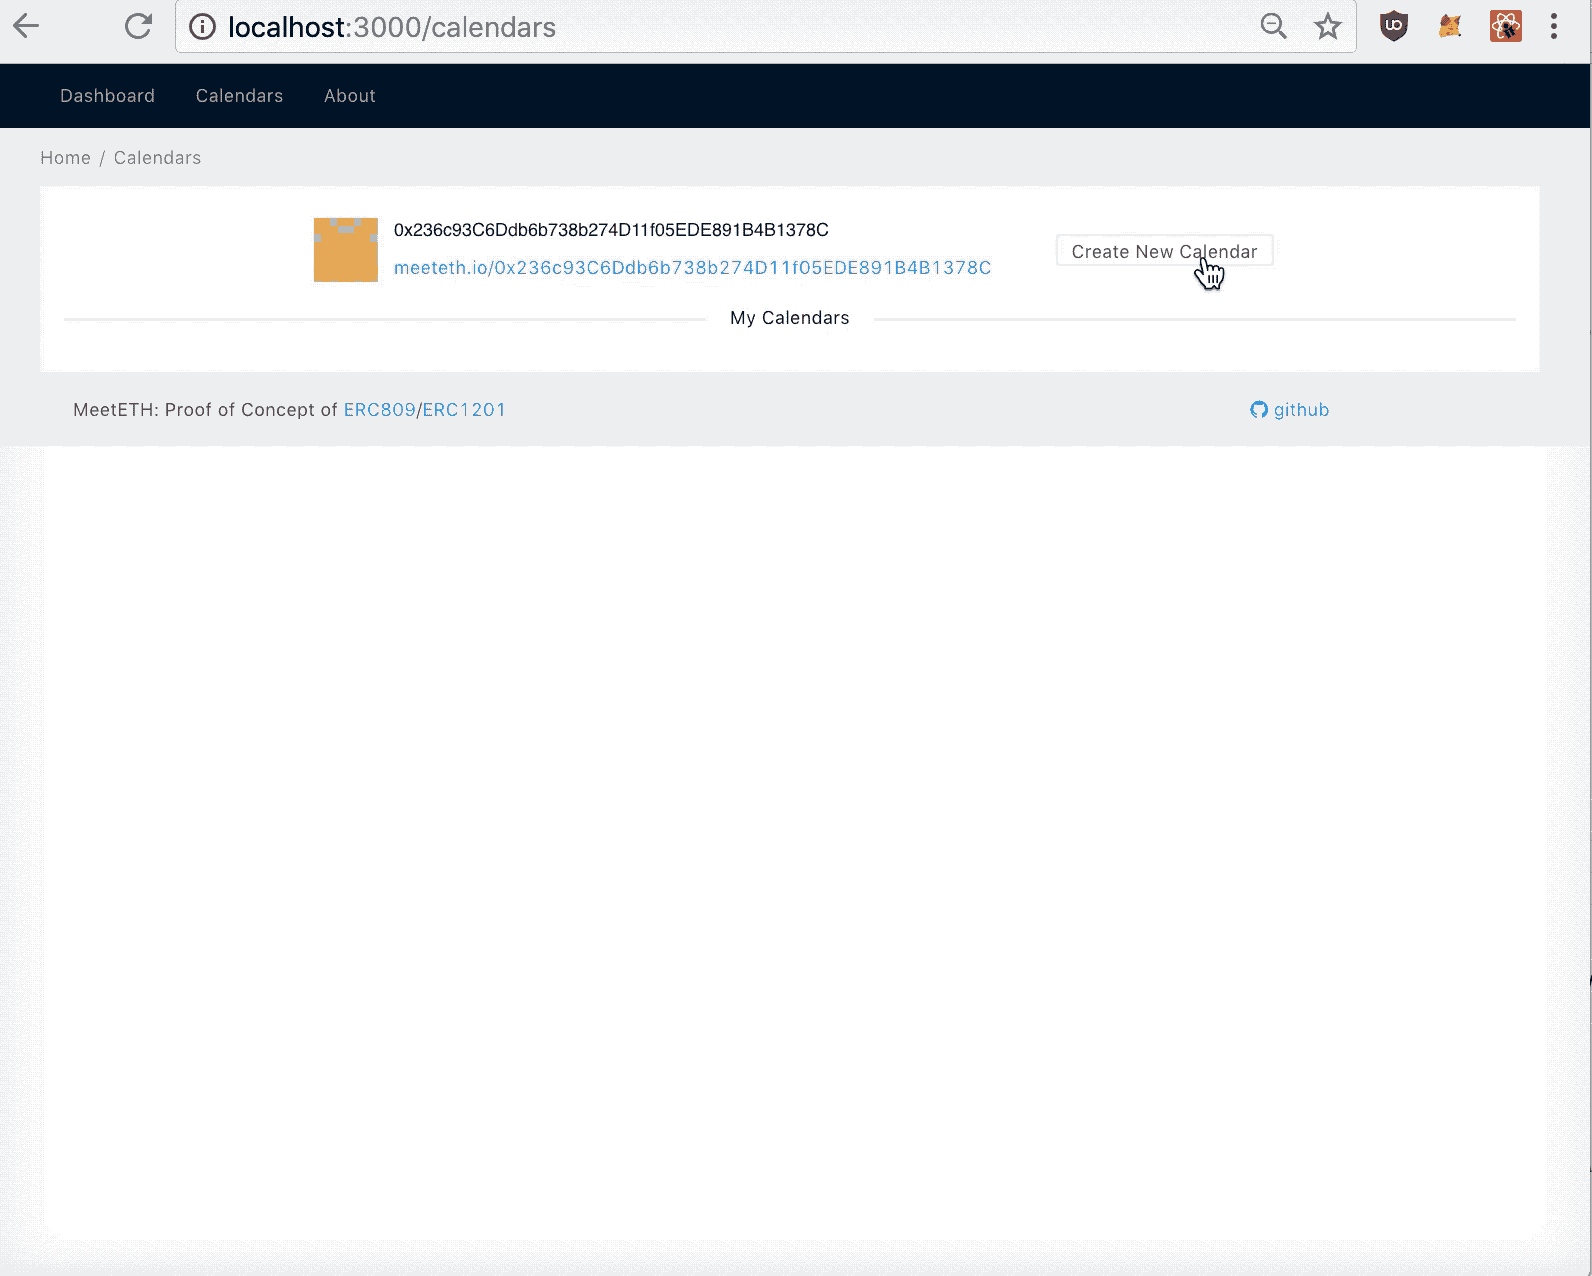 localhost:3000/calendars
Dashboard Calendars About
Home / Calendars
0x236c93C6Ddb6b738b274D11f05EDE891B4B1378C
meeteth.io/0x236c93C6Ddb6b738b274D11f05EDE891B4B1378C
Create New Calendar
My Calendars
MeetETH: Proof of Concept of ERC809/ERC1201
github